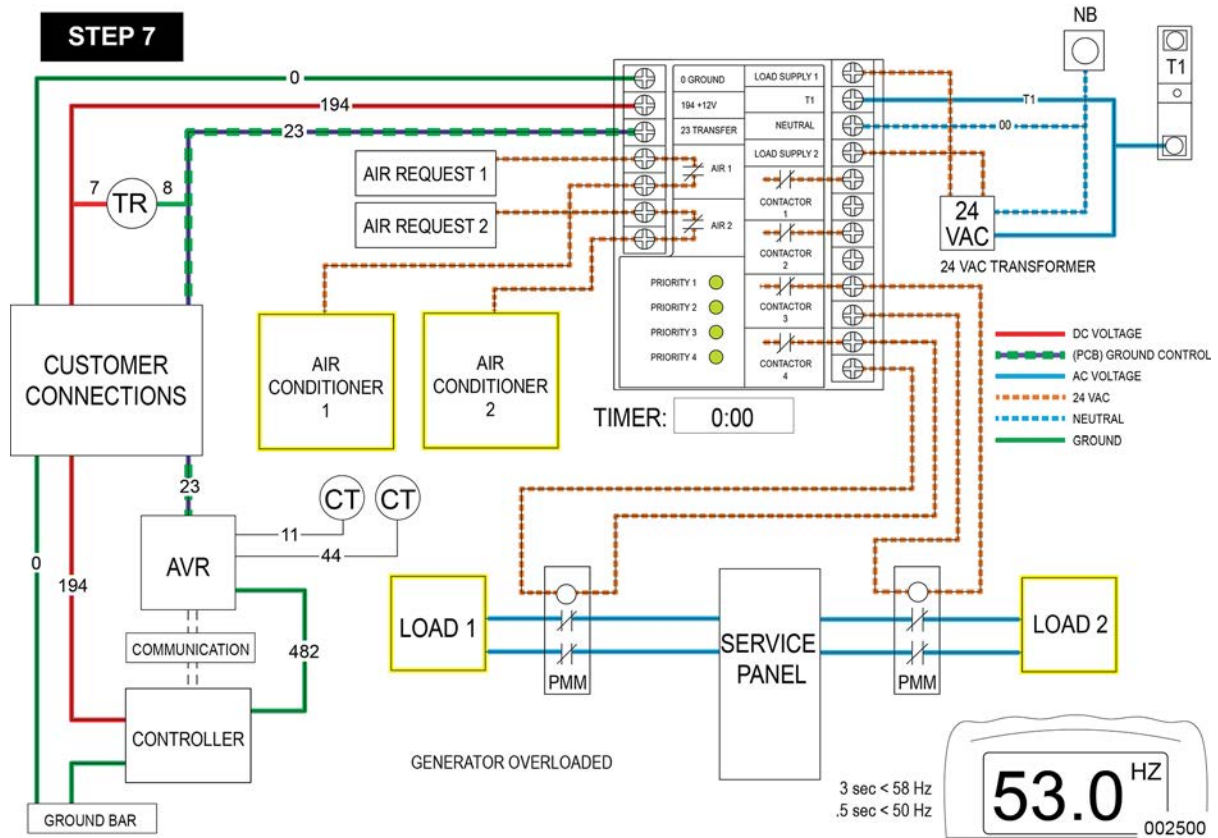 STEP 7
NB
T1
0
194
23
0 GROUND
194 +12V
23 TRANSFER
AIR 1
AIR 2
LOAD SUPPLY 1
T1
NEUTRAL
LOAD SUPPLY 2
CONTACTOR
1
CONTACTOR
2
CONTACTOR
3
CONTACTOR
4
PRIORITY 1
PRIORITY 2
PRIORITY 3
PRIORITY 4
T1
00
24
VAC
24 VAC TRANSFORMER
7
TR
8
AIR REQUEST 1
AIR REQUEST 2
CUSTOMER
CONNECTIONS
AIR
CONDITIONER
1
AIR
CONDITIONER
2
TIMER:
0:00
DC VOLTAGE
(PCB) GROUND CONTROL
AC VOLTAGE
24 VAC
NEUTRAL
GROUND
23
CT
CT
11
44
AVR
0
194
COMMUNICATION
482
CONTROLLER
GROUND BAR
LOAD 1
PMM
SERVICE
PANEL
PMM
LOAD 2
GENERATOR OVERLOADED
3 sec < 58 Hz
.5 sec < 50 Hz
53.0 HZ
002500